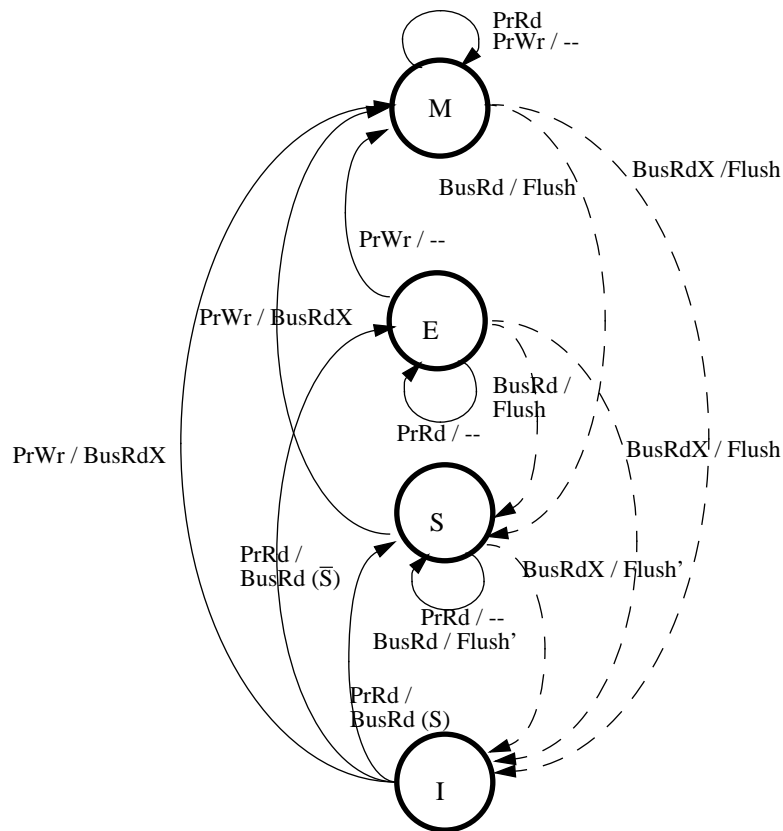 PrRd
PrWr / --
M
BusRdX /Flush
BusRd / Flush
PrWr / --
PrWr / BusRdX
E
BusRd /
Flush
PrRd / --
BusRdX / Flush
PrWr / BusRdX
S
PrRd /
BusRd (S̅)
BusRdX / Flush’
PrRd / --
BusRd / Flush’
PrRd /
BusRd (S)
I